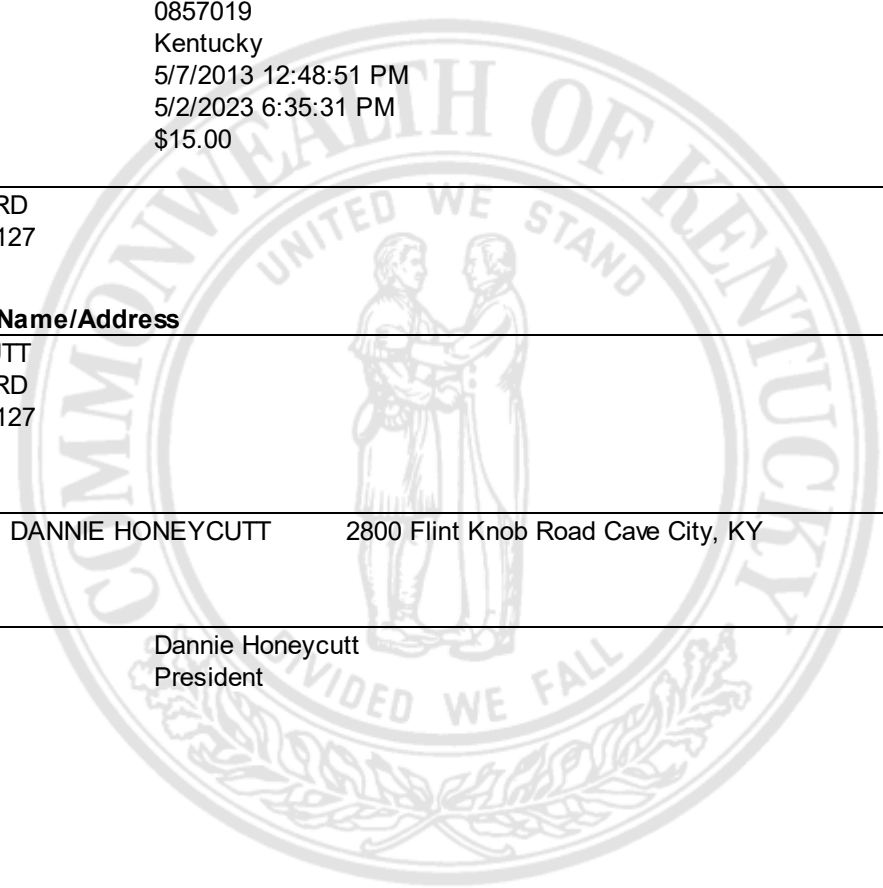 0857019
Kentucky
5/7/2013 12:48:51 PM
5/2/2023 6:35:31 PM
$15.00
RD
127
Name/Address
UTT
RD
127
DANNIE HONEYCUTT 2800 Flint Knob Road Cave City, KY
Dannie Honeycutt
President
COMMONWEALTH OF KENTUCKY
UNITED WE STAND
DIVIDED WE FALL